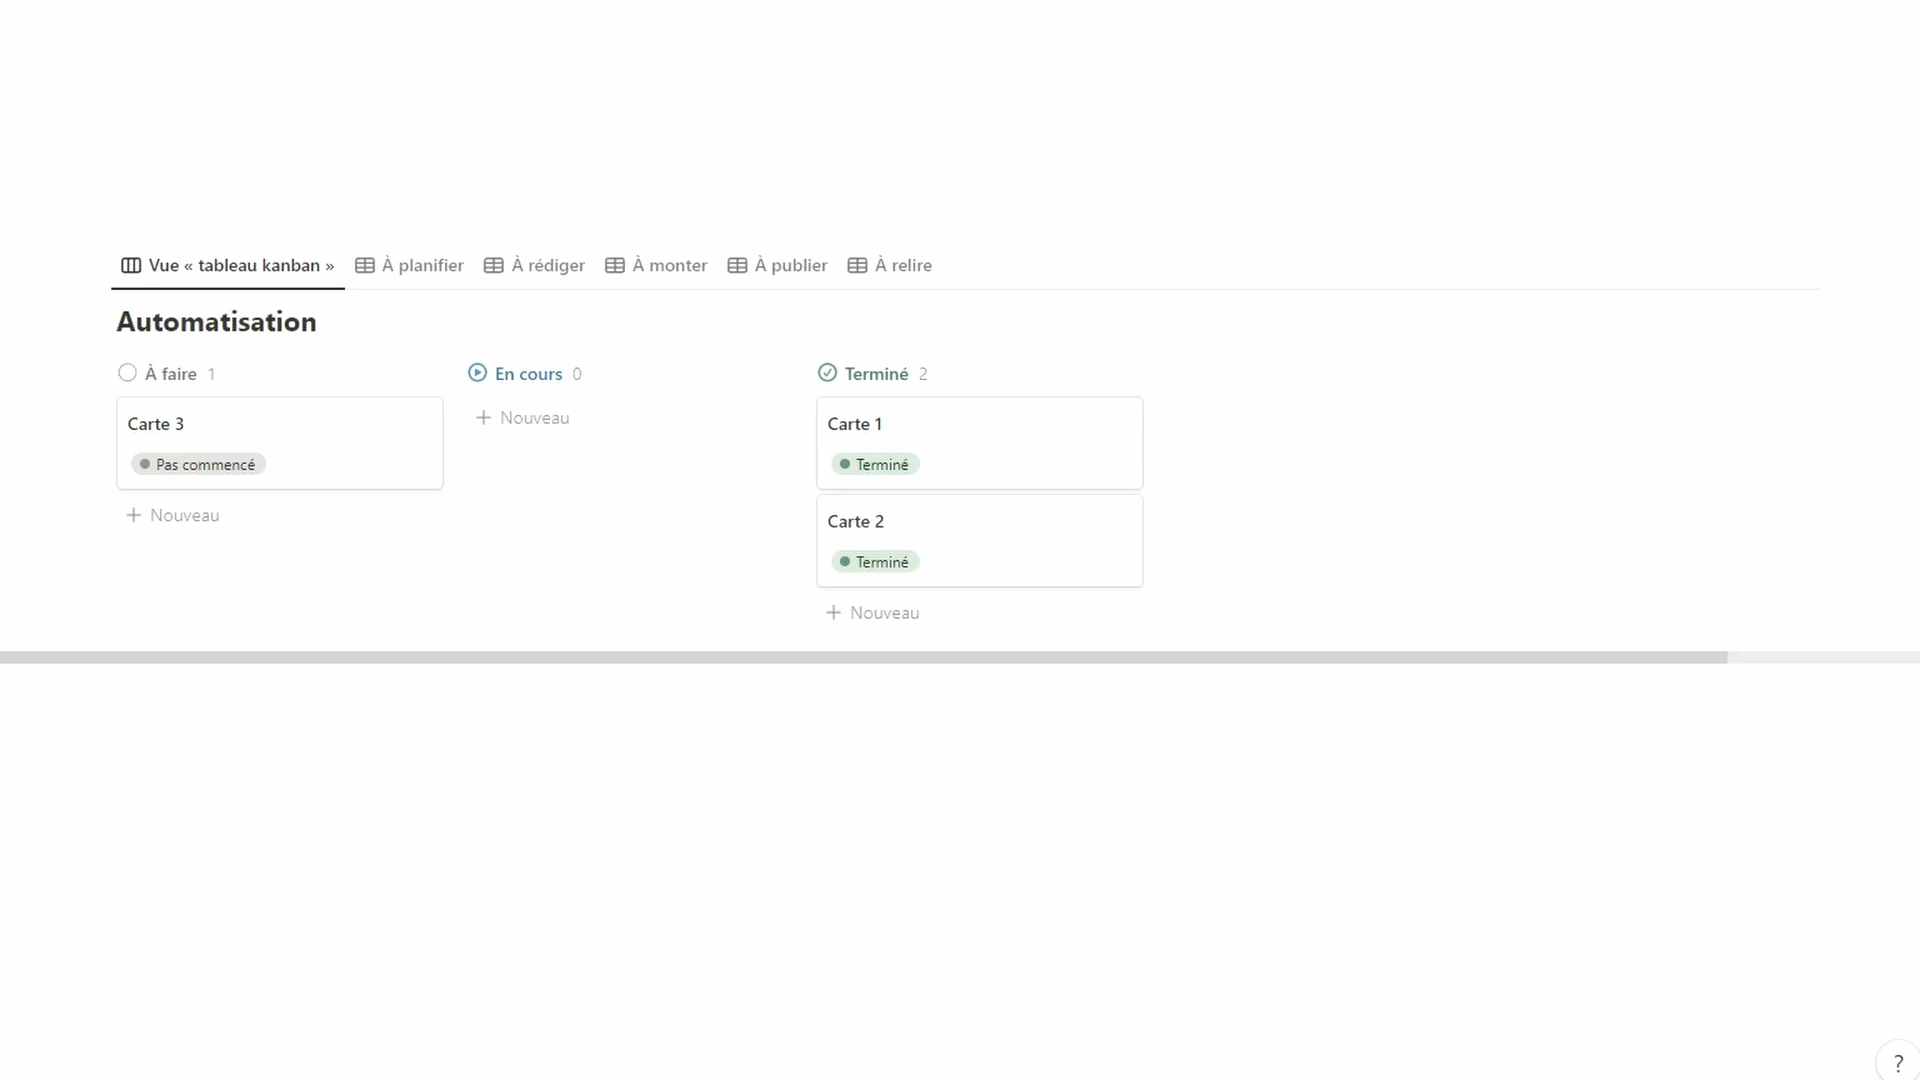 Vue « tableau kanban » À planifier À rédiger À monter À publier À relire
Automatisation
À faire 1
Carte 3
Pas commencé
+ Nouveau
En cours 0
+ Nouveau
Terminé 2
Carte 1
Terminé
Carte 2
Terminé
+ Nouveau
?